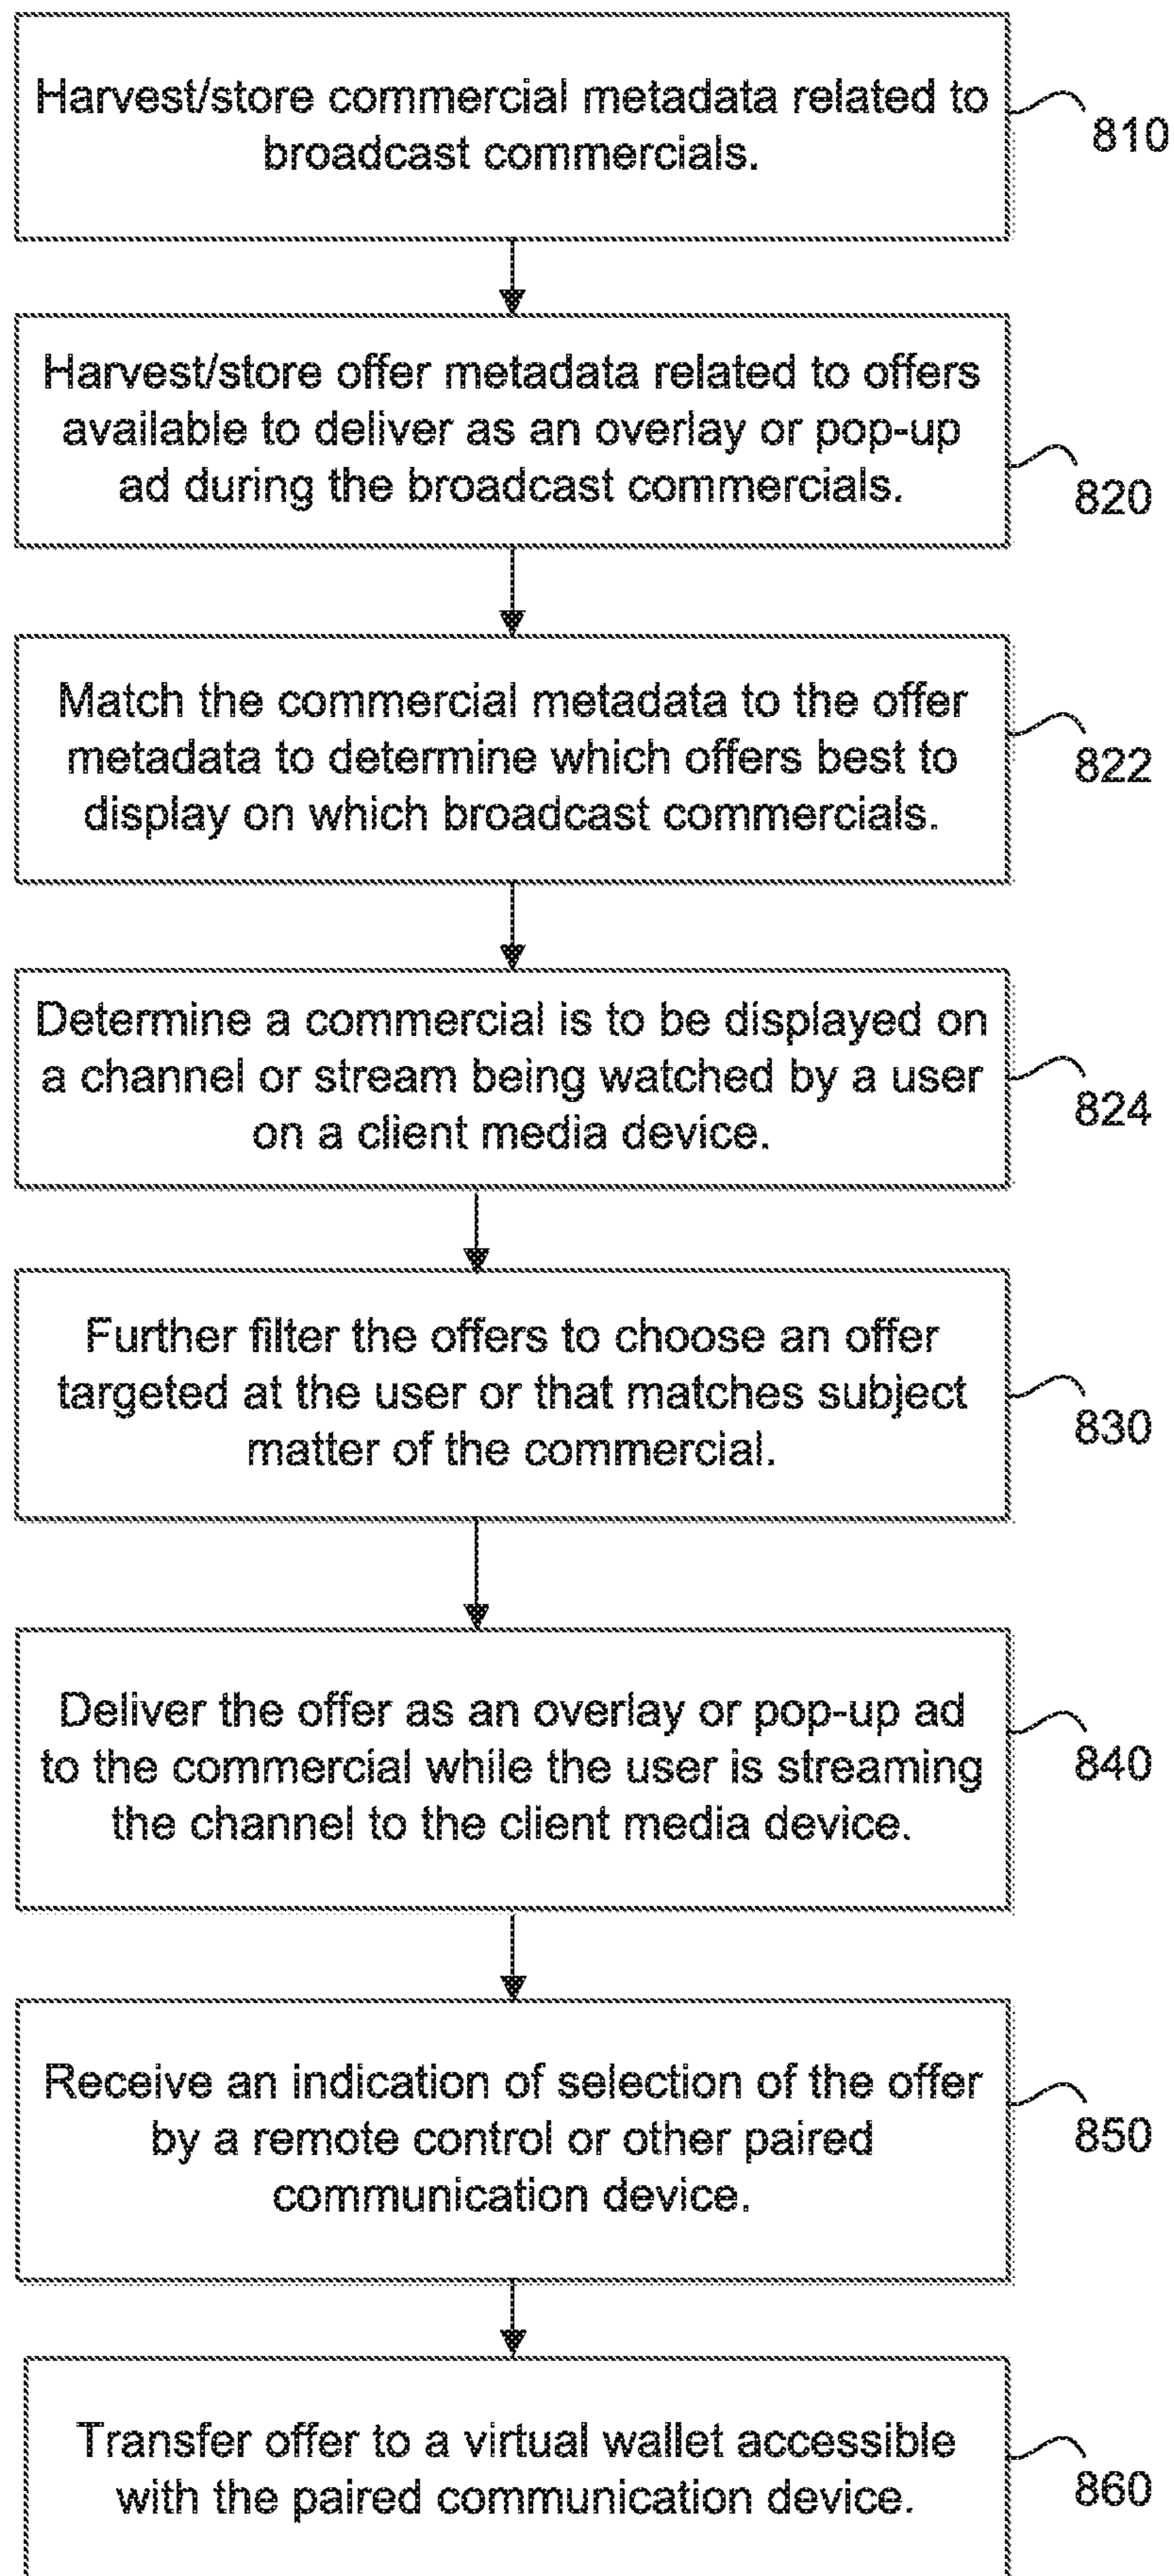 Harvest/store commercial metadata related to
broadcast commercials.
810
Harvest/store offer metadata related to offers
available to deliver as an overlay or pop-up
ad during the broadcast commercials.
820
Match the commercial metadata to the offer
metadata to determine which offers best to
display on which broadcast commercials.
822
Determine a commercial is to be displayed on
a channel or stream being watched by a user
on a client media device.
824
Further filter the offers to choose an offer
targeted at the user or that matches subject
matter of the commercial.
830
Deliver the offer as an overlay or pop-up ad
to the commercial while the user is streaming
the channel to the client media device.
840
Receive an indication of selection of the offer
by a remote control or other paired
communication device.
850
Transfer offer to a virtual wallet accessible
with the paired communication device.
860